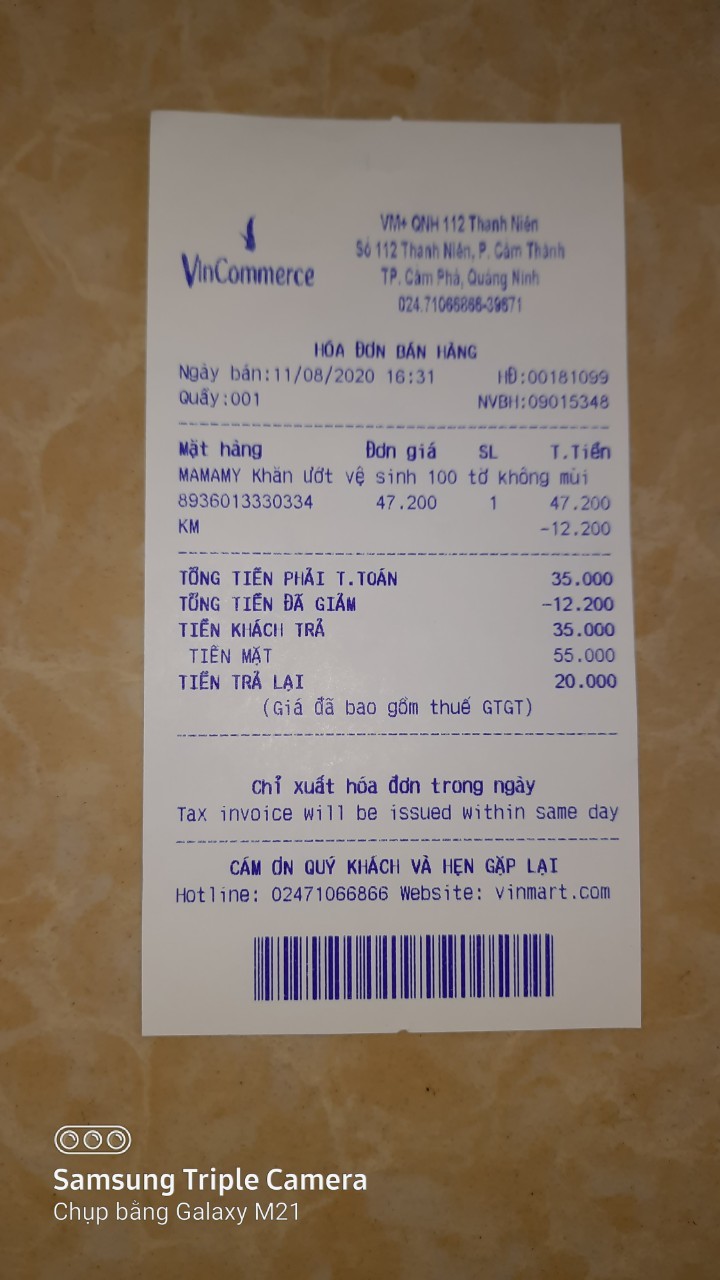 VinCommerce
VM+ QNH 112 Thanh Niên
Số 112 Thanh Niên, P. Cẩm Thành
TP. Cẩm Phả, Quảng Ninh
024.71066866-39671
HÓA ĐƠN BÁN HÀNG
Ngày bán:11/08/2020 16:31 HĐ:00181099
Quầy:001 NVBH:09015348
Mặt hàng Đơn giá SL T.Tiền
MAMAMY Khăn ướt vệ sinh 100 tờ không mùi
8936013330334 47.200 1 47.200
KM -12.200
TỔNG TIỀN PHẢI T.TOÁN 35.000
TỔNG TIỀN ĐÃ GIẢM -12.200
TIỀN KHÁCH TRẢ 35.000
TIỀN MẶT 55.000
TIỀN TRẢ LẠI 20.000
(Giá đã bao gồm thuế GTGT)
Chỉ xuất hóa đơn trong ngày
Tax invoice will be issued within same day
CÁM ƠN QUÝ KHÁCH VÀ HẸN GẶP LẠI
Hotline: 02471066866 Website: vinmart.com
Samsung Triple Camera
Chụp bằng Galaxy M21